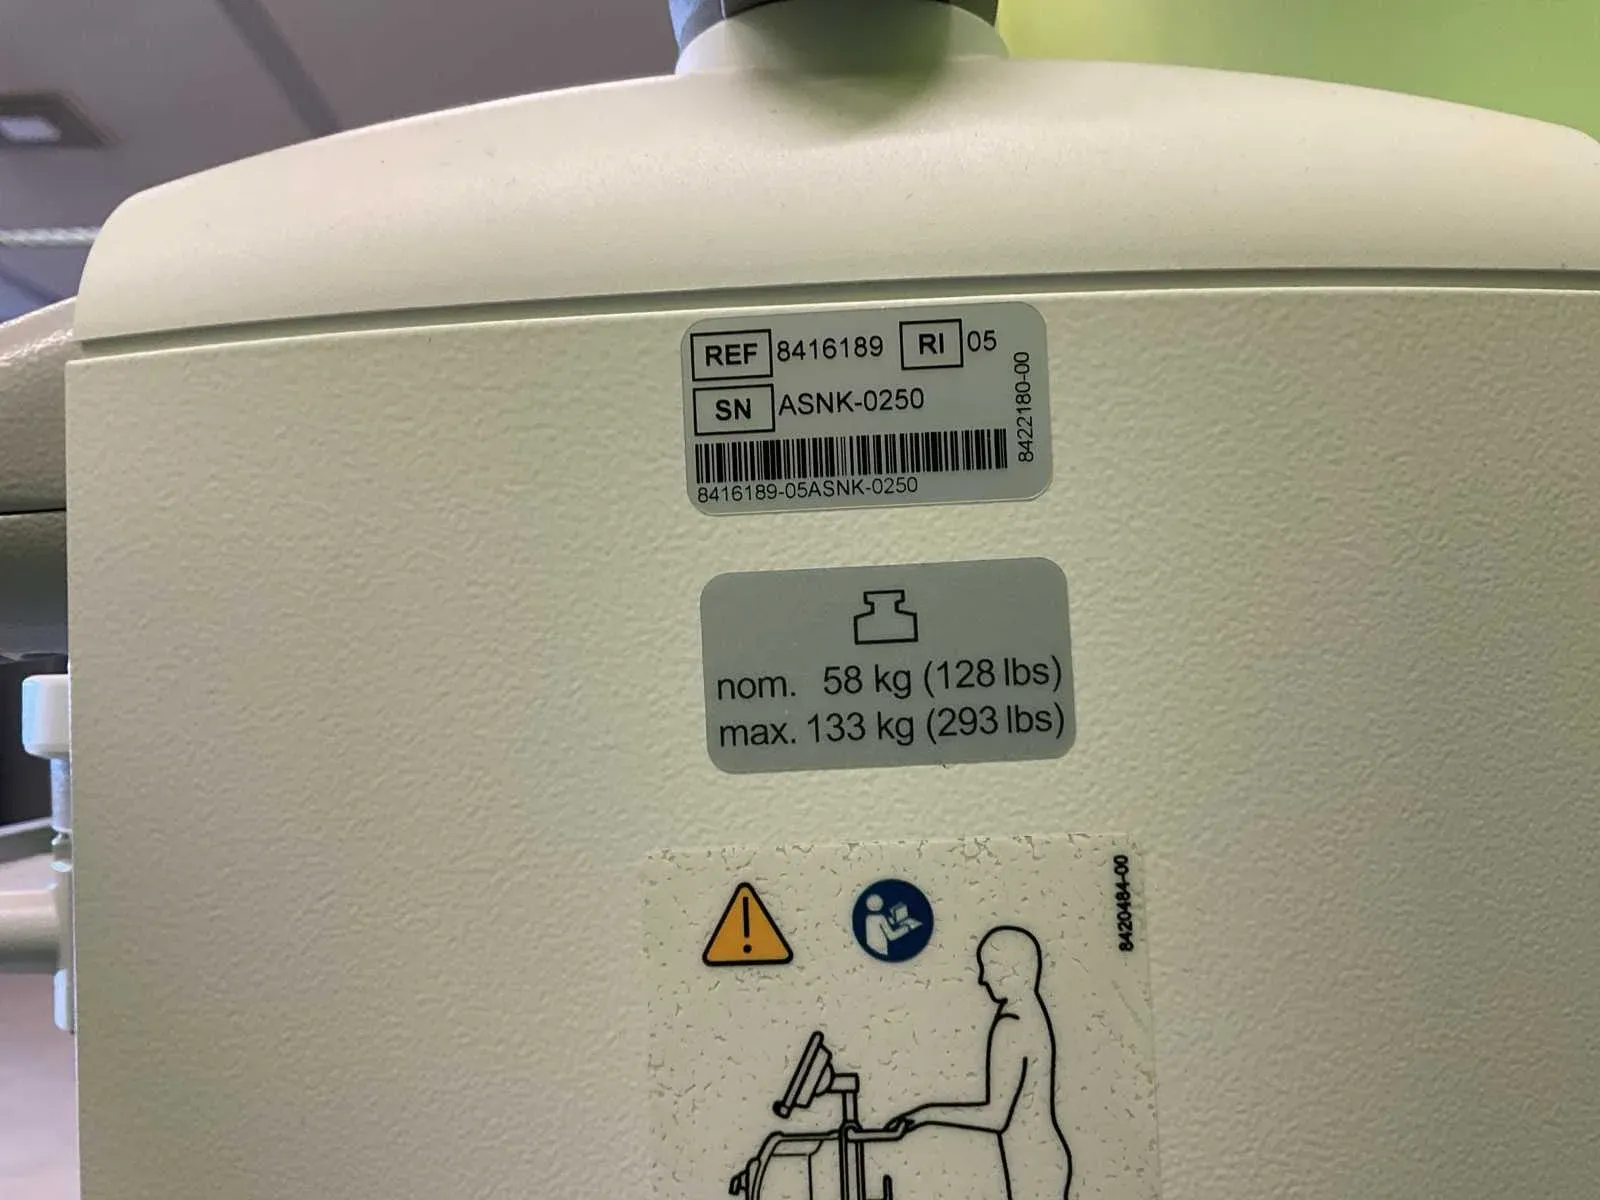 REF 8416189 RI 05
SN ASNK-0250
8416189-05ASNK-0250
8422180-00
nom. 58 kg (128 lbs)
max. 133 kg (293 lbs)
8420484-00